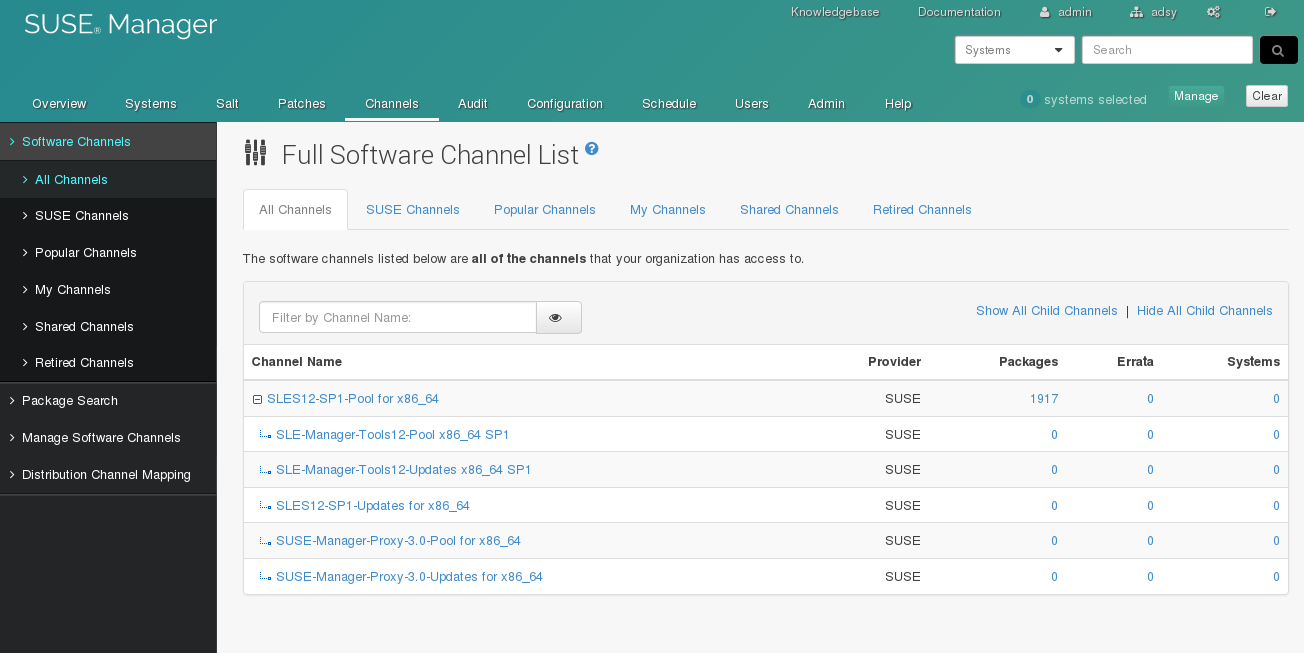 SUSE® Manager
Knowledgebase Documentation admin adsy
Systems Search
Overview Systems Salt Patches Channels Audit Configuration Schedule Users Admin Help 0 systems selected Manage Clear
Software Channels
All Channels
SUSE Channels
Popular Channels
My Channels
Shared Channels
Retired Channels
Package Search
Manage Software Channels
Distribution Channel Mapping
Full Software Channel List ?
All Channels SUSE Channels Popular Channels My Channels Shared Channels Retired Channels
The software channels listed below are all of the channels that your organization has access to.
Filter by Channel Name: Show All Child Channels | Hide All Child Channels
Channel Name Provider Packages Errata Systems
SLES12-SP1-Pool for x86_64 SUSE 1917 0 0
SLE-Manager-Tools12-Pool x86_64 SP1 SUSE 0 0 0
SLE-Manager-Tools12-Updates x86_64 SP1 SUSE 0 0 0
SLES12-SP1-Updates for x86_64 SUSE 0 0 0
SUSE-Manager-Proxy-3.0-Pool for x86_64 SUSE 0 0 0
SUSE-Manager-Proxy-3.0-Updates for x86_64 SUSE 0 0 0